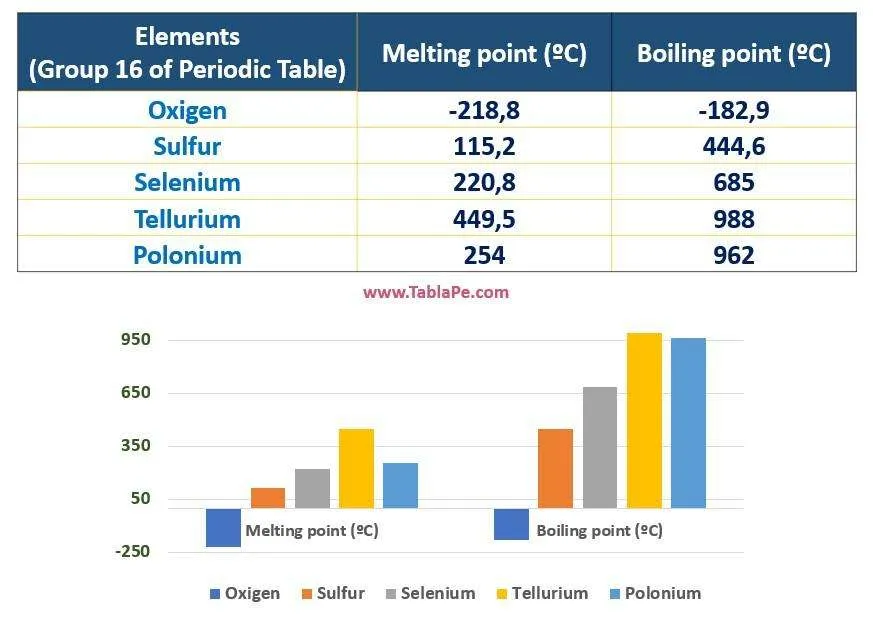 Elements
(Group 16 of Periodic Table)
Melting point (ºC)
Boiling point (ºC)
Oxigen -218,8 -182,9
Sulfur 115,2 444,6
Selenium 220,8 685
Tellurium 449,5 988
Polonium 254 962
www.TablaPe.com
950
650
350
50
-250
Melting point (ºC) Boiling point (ºC)
Oxigen Sulfur Selenium Tellurium Polonium